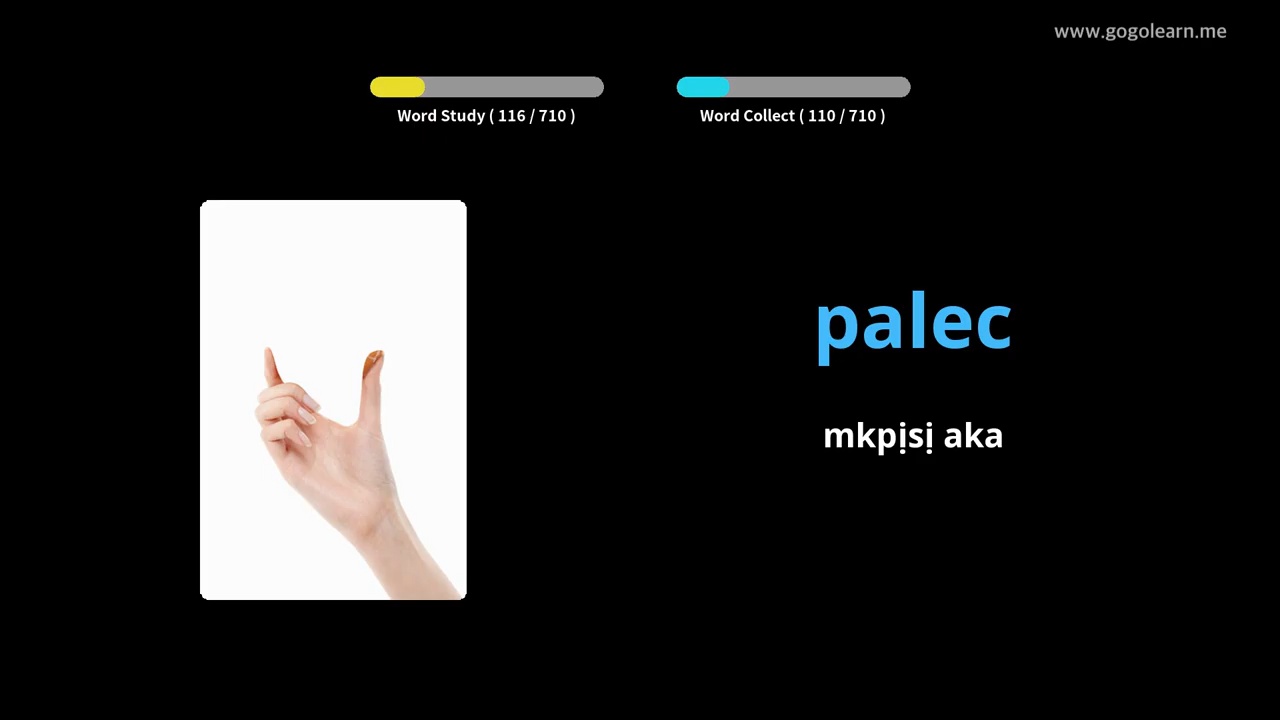 www.gogolearn.me
Word Study ( 116 / 710 )
Word Collect ( 110 / 710 )
palec
mkpịsị aka